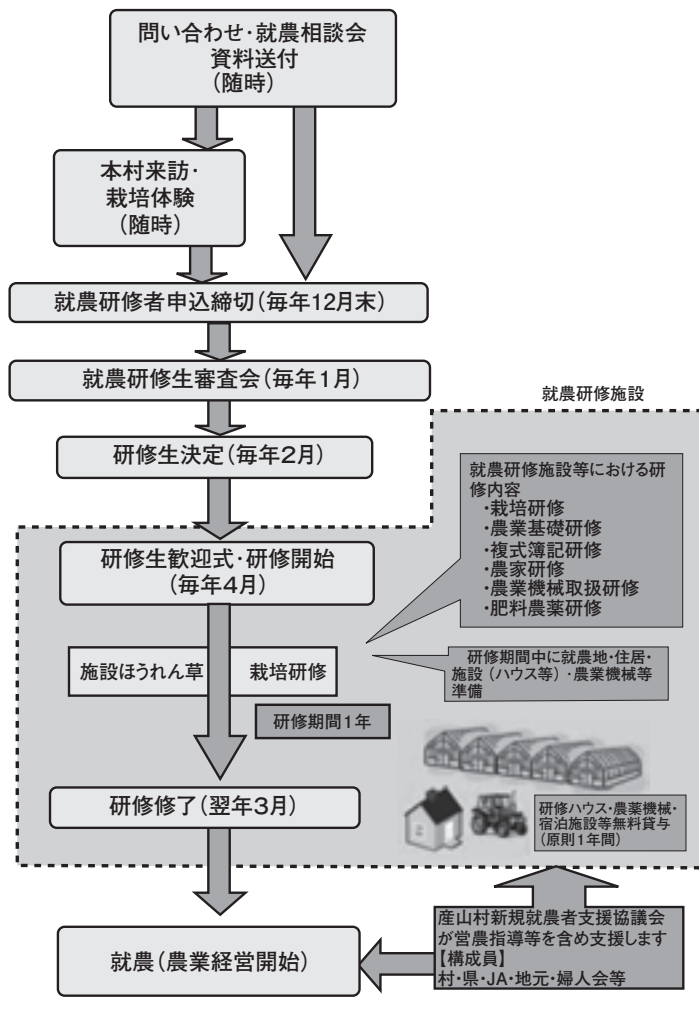 問い合わせ・就農相談会
資料送付
(随時)
本村来訪・
栽培体験
(随時)
就農研修者申込締切(毎年12月末)
就農研修生審査会(毎年1月)
研修生決定(毎年2月)
就農研修施設
就農研修施設等における研
修内容
・栽培研修
・農業基礎研修
・複式簿記研修
・農家研修
・農業機械取扱研修
・肥料農薬研修
研修生歓迎式・研修開始
(毎年4月)
施設ほうれん草 栽培研修
研修期間中に就農地・住居・
施設(ハウス等)・農業機械等
準備
研修期間1年
研修修了(翌年3月)
研修ハウス・農薬機械・
宿泊施設等無料貸与
(原則1年間)
就農(農業経営開始)
産山村新規就農者支援協議会
が営農指導等を含め支援します
【構成員】
村・県・JA・地元・婦人会等